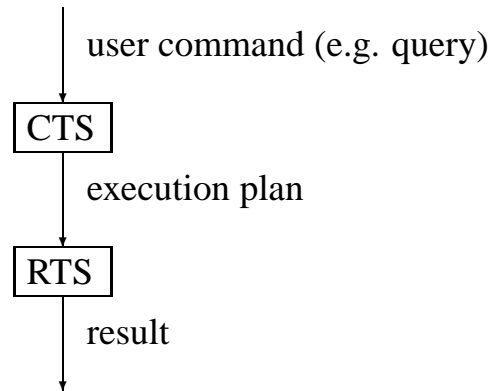 user command (e.g. query)
CTS
execution plan
RTS
result